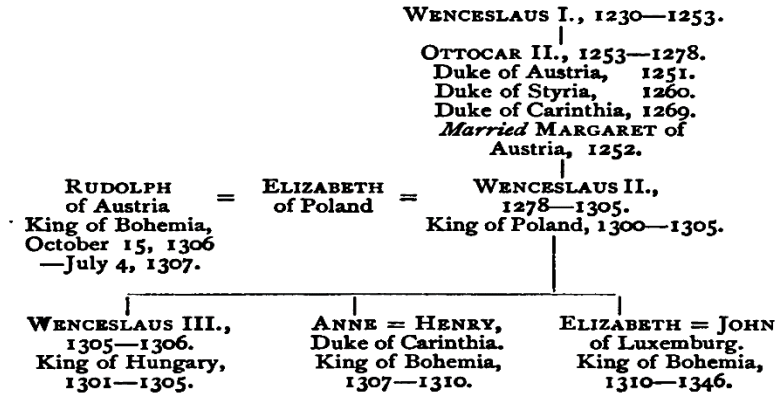 WENCESLAUS I., 1230—1253.
OTTOCAR II., 1253—1278.
Duke of Austria, 1251.
Duke of Styria, 1260.
Duke of Carinthia, 1269.
Married MARGARET of
Austria, 1252.
RUDOLPH
of Austria
King of Bohemia,
October 15, 1306
—July 4, 1307.
=
ELIZABETH
of Poland
=
WENCESLAUS II.,
1278—1305.
King of Poland, 1300—1305.
WENCESLAUS III.,
1305—1306.
King of Hungary,
1301—1305.
ANNE = HENRY,
Duke of Carinthia.
King of Bohemia,
1307—1310.
ELIZABETH = JOHN
of Luxemburg.
King of Bohemia,
1310—1346.